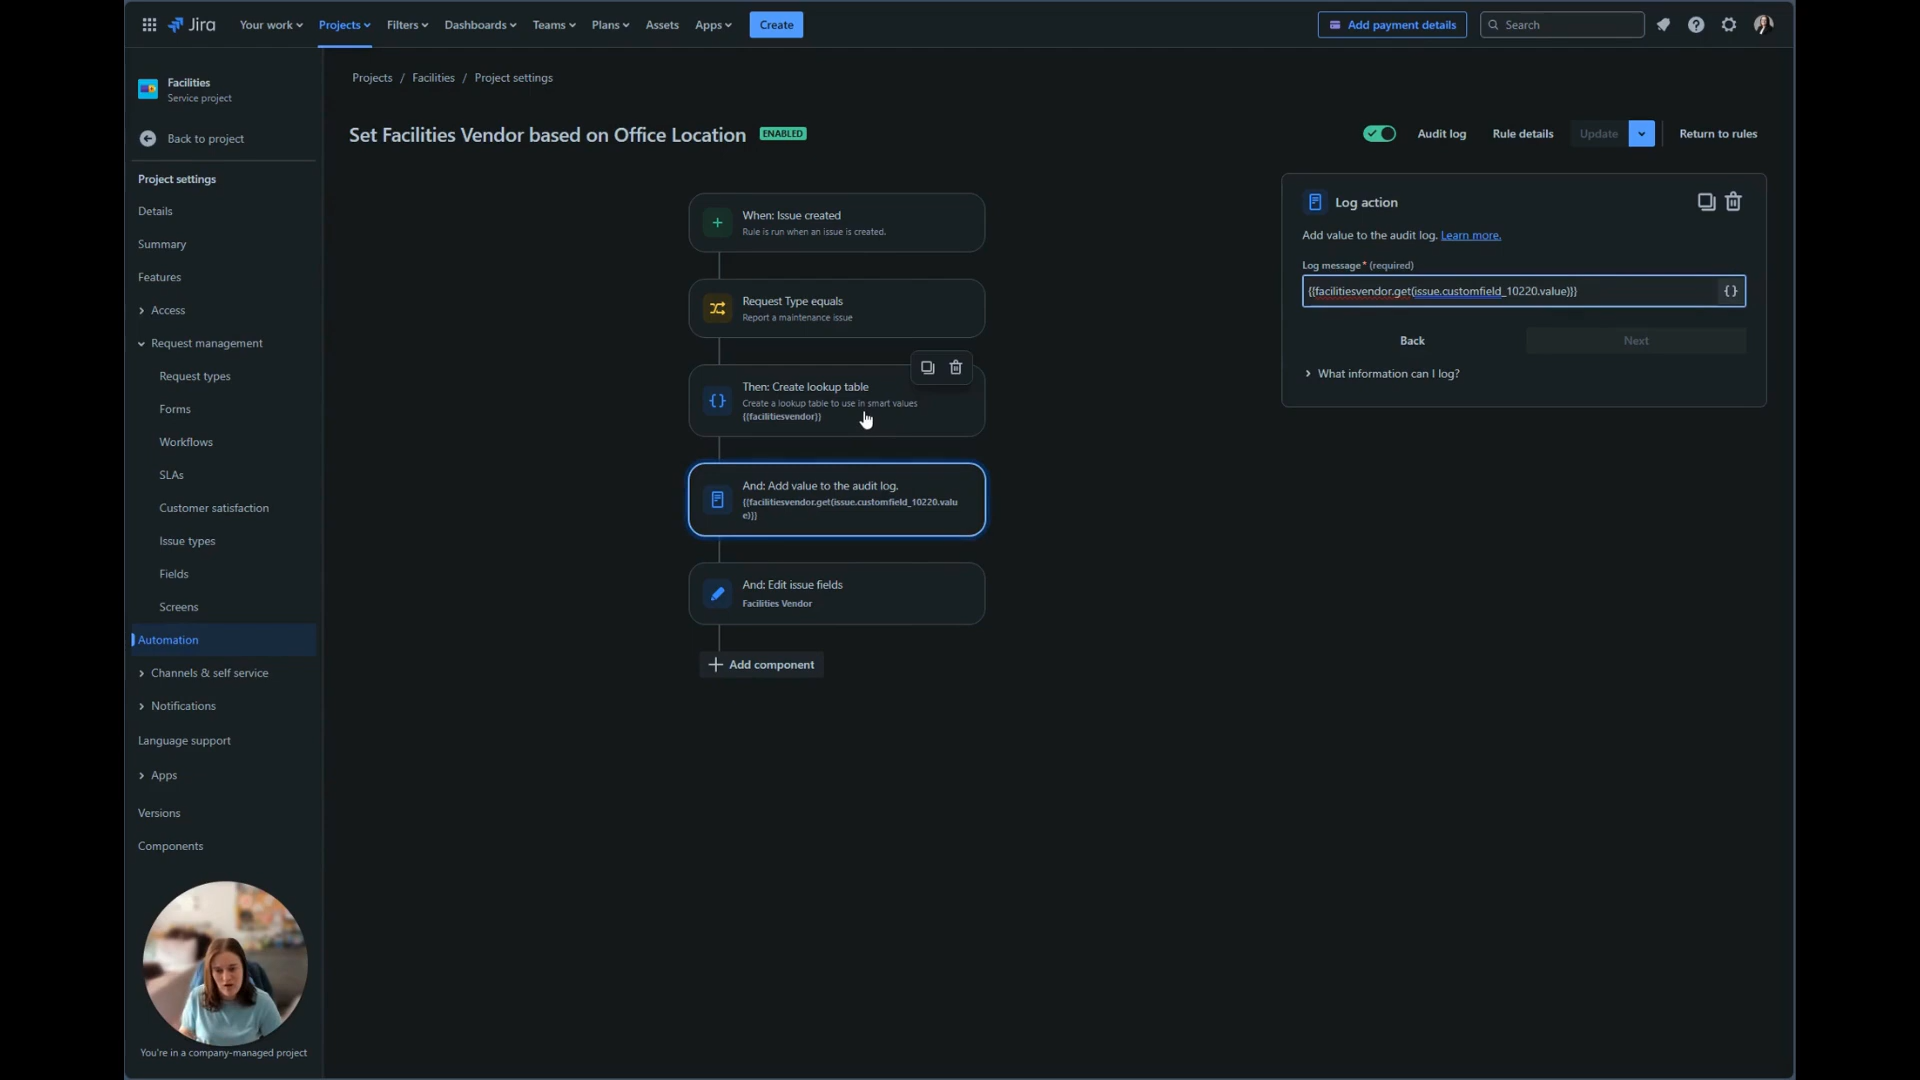 Jira
Your work
Projects
Filters
Dashboards
Teams
Plans
Assets
Apps
Create
Add payment details
Search
Facilities
Service project
Back to project
Project settings
Details
Summary
Features
Access
Request management
Request types
Forms
Workflows
SLAs
Customer satisfaction
Issue types
Fields
Screens
Automation
Channels & self service
Notifications
Language support
Apps
Versions
Components
You're in a company-managed project
Projects / Facilities / Project settings
Set Facilities Vendor based on Office Location
ENABLED
Audit log
Rule details
Update
Return to rules
When: Issue created
Rule is run when an issue is created.
Request Type equals
Report a maintenance issue
Then: Create lookup table
Create a lookup table to use in smart values
{{facilitiesvendor}}
And: Add value to the audit log.
{{facilitiesvendor.get(issue.customfield_10220.valu
e)}}
And: Edit issue fields
Facilities Vendor
Add component
Log action
Add value to the audit log. Learn more.
Log message* (required)
{{facilitiesvendor.get(issue.customfield_10220.value)}}
{}
Back
Next
What information can I log?